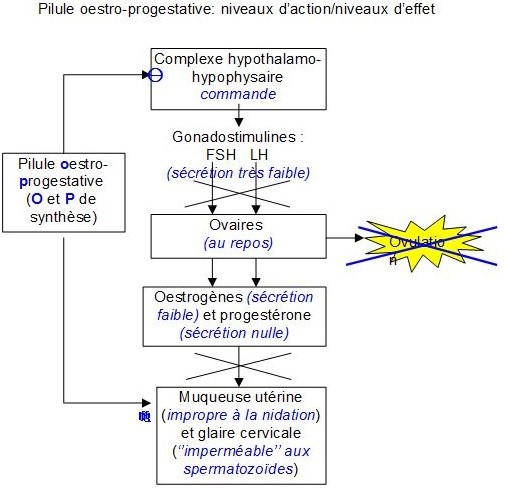 Pilule oestro-progestative: niveaux d'action/niveaux d'effet
Complexe hypothalamo-
hypophysaire
commande
Gonadostimulines :
FSH LH
(sécrétion très faible)
Pilule oestro-
progestative
(O et P de
synthèse)
Ovaires
(au repos)
Ovulatio
n
Oestrogènes (sécrétion
faible) et progestérone
(sécrétion nulle)
Muqueuse utérine
(impropre à la nidation)
et glaire cervicale
(‘‘imperméable’’ aux
spermatozoïdes)